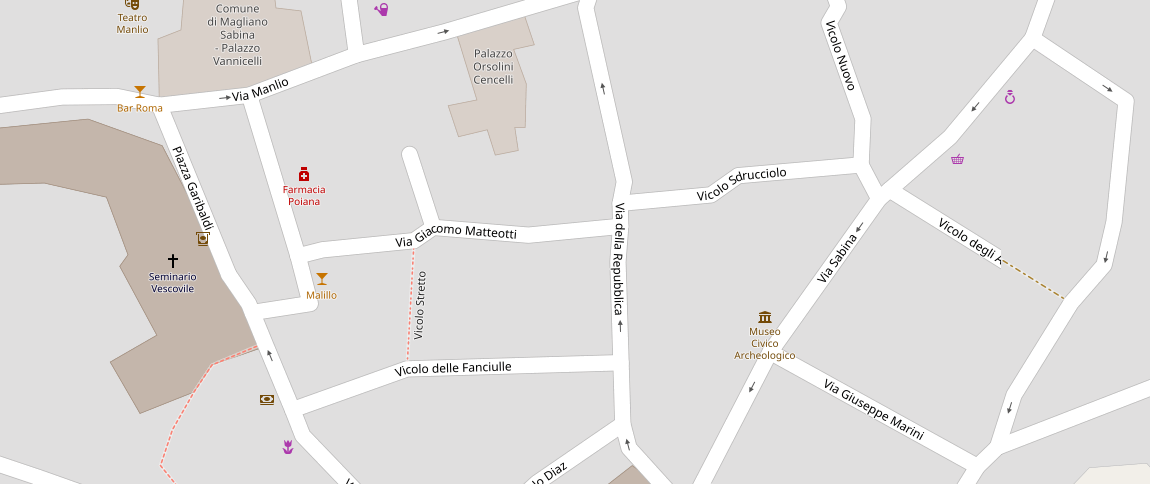 Teatro
Manlio
Comune
di Magliano
Sabina
- Palazzo
Vannicelli
Palazzo
Orsolini
Cencelli
Vicolo Nuovo
Bar Roma
Via Manlio
Piazza Garibaldi
Farmacia
Poiana
Vicolo Sdrucciolo
Via Giacomo Matteotti
Via della Repubblica
Vicolo degli
Via Sabina
Seminario
Vescovile
Malillo
Vicolo Stretto
Museo
Civico
Archeologico
Vicolo delle Fanciulle
Via Giuseppe Marini
lo Diaz